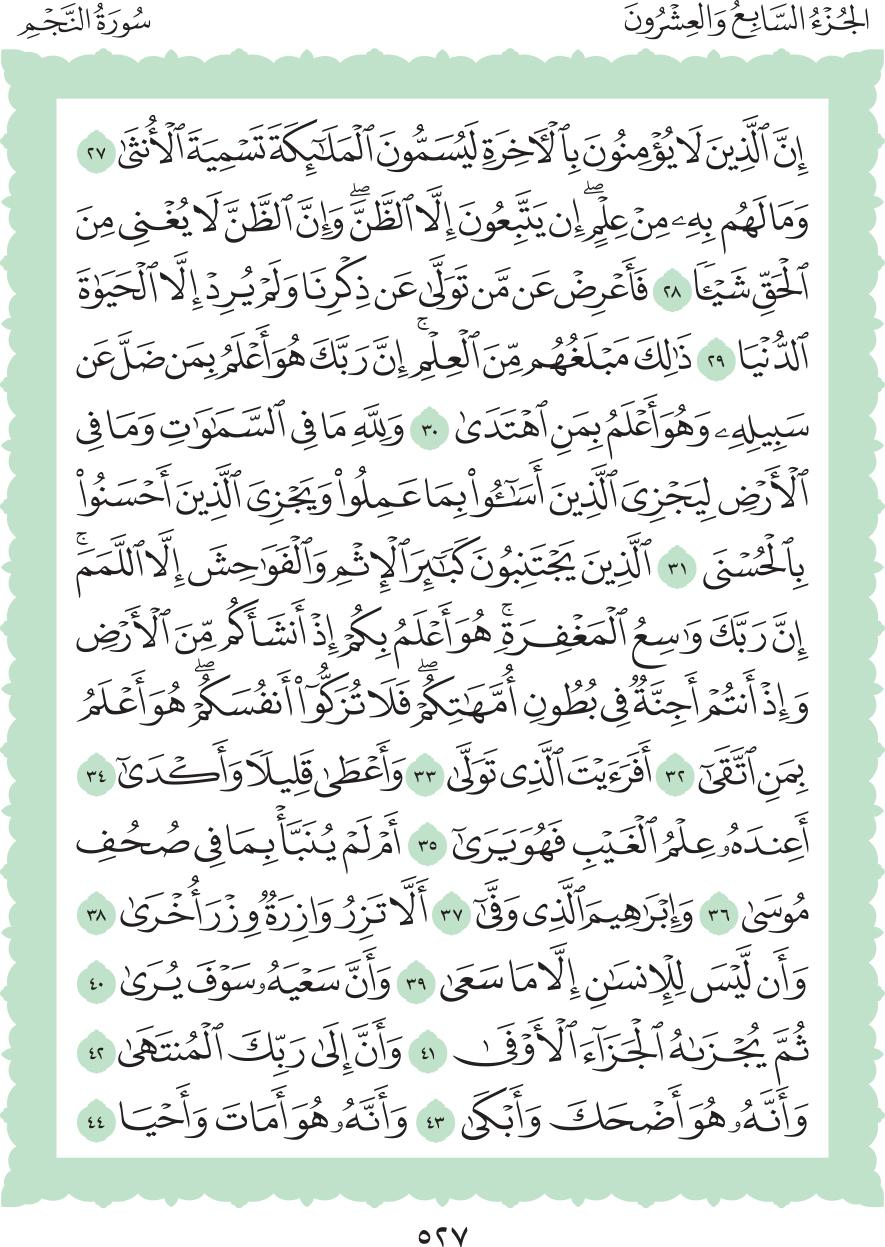 الجُزْءُ السَّابِعُ وَالعِشْرُونَ
سُورَةُ النَّجْمِ
إِنَّ ٱلَّذِينَ لَا يُؤْمِنُونَ بِٱلْأَخِرَةِ لَيُسَمُّونَ ٱلْمَلَٰٓئِكَةَ تَسْمِيَةَ ٱلْأُنثَىٰ ٢٧
وَمَا لَهُم بِهِۦ مِنْ عِلْمٍۖ إِن يَتَّبِعُونَ إِلَّا ٱلظَّنَّۖ وَإِنَّ ٱلظَّنَّ لَا يُغْنِى مِنَ
ٱلْحَقِّ شَيْـًٔا ٢٨ فَأَعْرِضْ عَن مَّن تَوَلَّىٰ عَن ذِكْرِنَا وَلَمْ يُرِدْ إِلَّا ٱلْحَيَوٰةَ
ٱلدُّنْيَا ٢٩ ذَٰلِكَ مَبْلَغُهُم مِّنَ ٱلْعِلْمِۚ إِنَّ رَبَّكَ هُوَ أَعْلَمُ بِمَن ضَلَّ عَن
سَبِيلِهِۦ وَهُوَ أَعْلَمُ بِمَنِ ٱهْتَدَىٰ ٣٠ وَلِلَّهِ مَا فِى ٱلسَّمَٰوَٰتِ وَمَا فِى
ٱلْأَرْضِ لِيَجْزِىَ ٱلَّذِينَ أَسَٰٓـُٔوا۟ بِمَا عَمِلُوا۟ وَيَجْزِىَ ٱلَّذِينَ أَحْسَنُوا۟
بِٱلْحُسْنَى ٣١ ٱلَّذِينَ يَجْتَنِبُونَ كَبَٰٓئِرَ ٱلْإِثْمِ وَٱلْفَوَٰحِشَ إِلَّا ٱللَّمَمَۚ
إِنَّ رَبَّكَ وَٰسِعُ ٱلْمَغْفِرَةِۚ هُوَ أَعْلَمُ بِكُمْ إِذْ أَنشَأَكُم مِّنَ ٱلْأَرْضِ
وَإِذْ أَنتُمْ أَجِنَّةٌ فِى بُطُونِ أُمَّهَٰتِكُمْۖ فَلَا تُزَكُّوٓا۟ أَنفُسَكُمْۖ هُوَ أَعْلَمُ
بِمَنِ ٱتَّقَىٰٓ ٣٢ أَفَرَءَيْتَ ٱلَّذِى تَوَلَّىٰ ٣٣ وَأَعْطَىٰ قَلِيلًا وَأَكْدَىٰٓ ٣٤
أَعِندَهُۥ عِلْمُ ٱلْغَيْبِ فَهُوَ يَرَىٰٓ ٣٥ أَمْ لَمْ يُنَبَّأْ بِمَا فِى صُحُفِ
مُوسَىٰ ٣٦ وَإِبْرَٰهِيمَ ٱلَّذِى وَفَّىٰٓ ٣٧ أَلَّا تَزِرُ وَازِرَةٌ وِزْرَ أُخْرَىٰ ٣٨
وَأَن لَّيْسَ لِلْإِنسَٰنِ إِلَّا مَا سَعَىٰ ٣٩ وَأَنَّ سَعْيَهُۥ سَوْفَ يُرَىٰ ٤٠
ثُمَّ يُجْزَىٰهُ ٱلْجَزَآءَ ٱلْأَوْفَىٰ ٤١ وَأَنَّ إِلَىٰ رَبِّكَ ٱلْمُنتَهَىٰ ٤٢
وَأَنَّهُۥ هُوَ أَضْحَكَ وَأَبْكَىٰ ٤٣ وَأَنَّهُۥ هُوَ أَمَاتَ وَأَحْيَا ٤٤
٥٢٧